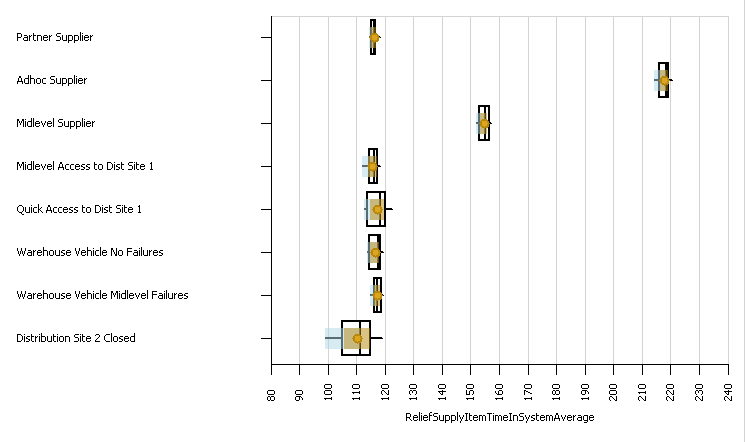 Partner Supplier
Adhoc Supplier
Midlevel Supplier
Midlevel Access to Dist Site 1
Quick Access to Dist Site 1
Warehouse Vehicle No Failures
Warehouse Vehicle Midlevel Failures
Distribution Site 2 Closed
80 90 100 110 120 130 140 150 160 170 180 190 200 210 220 230 240
ReliefSupplyItemTimeInSystemAverage